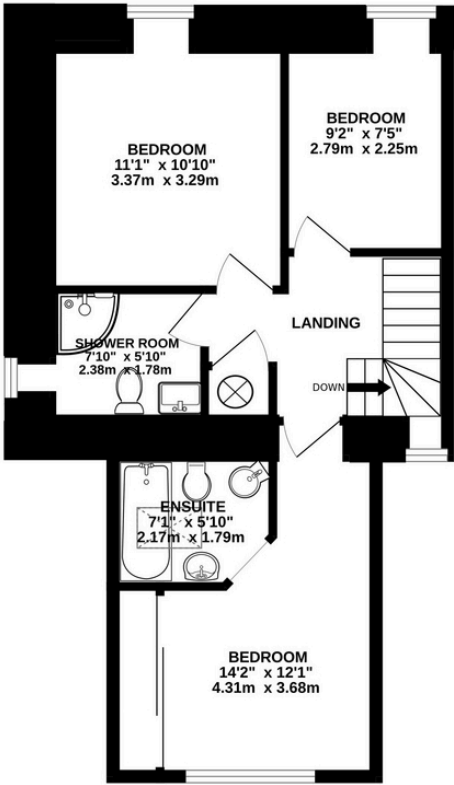 BEDROOM
11'1" x 10'10"
3.37m x 3.29m
BEDROOM
9'2" x 7'5"
2.79m x 2.25m
LANDING
SHOWER ROOM
7'10" x 5'10"
2.38m x 1.78m
DOWN
ENSUITE
7'1" x 5'10"
2.17m x 1.79m
BEDROOM
14'2" x 12'1"
4.31m x 3.68m